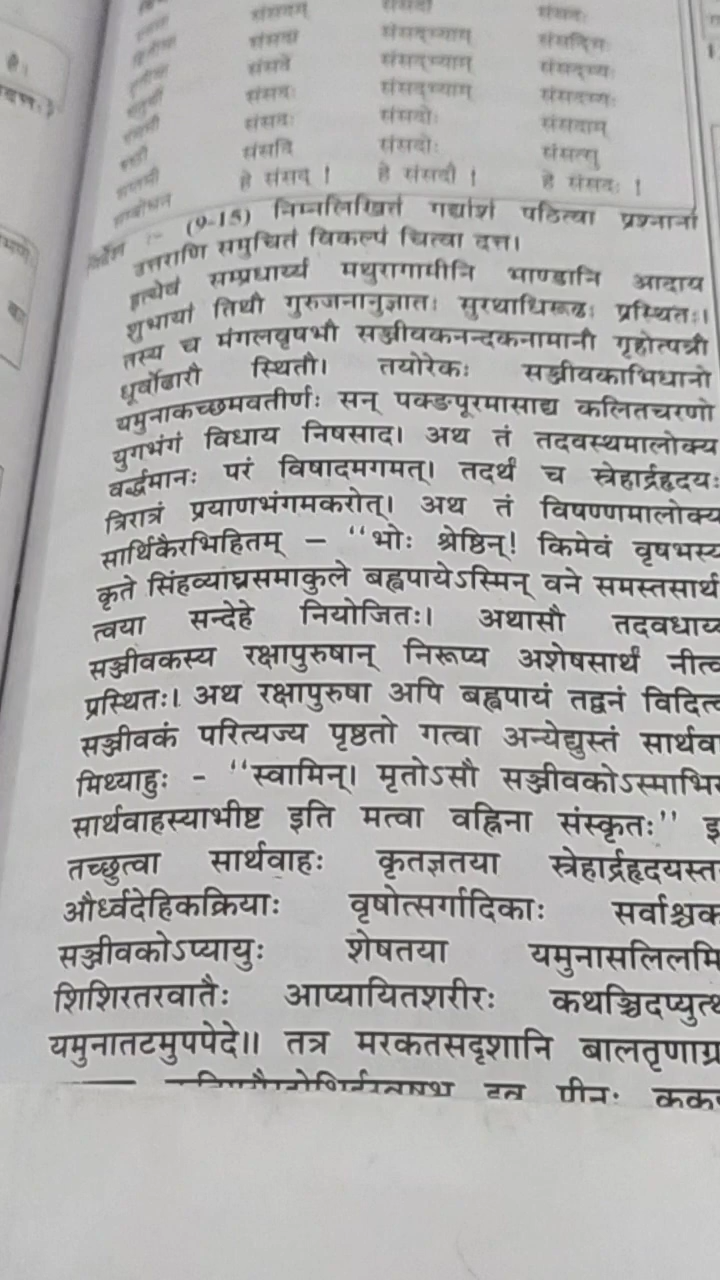 संसदम्
संसदा संसद्भ्याम् संसद्भिः
संसदे संसद्भ्याम् संसद्भ्यः
संसदः संसद्भ्याम् संसद्भ्यः
संसदः संसदोः संसदाम्
संसदि संसदोः संसत्सु
हे संसद् ! हे संसदौ ! हे संसदः !
निर्देश :- (9-15) निम्नलिखितं गद्यांशं पठित्वा प्रश्नानां
उत्तराणि समुचितं विकल्पं चित्वा दत्त।
इत्येवं सम्प्रधार्य्य मथुरागामीनि भाण्डानि आदाय
शुभायां तिथौ गुरुजनानुज्ञातः सुरथाधिरूढः प्रस्थितः।
तस्य च मंगलवृषभौ सञ्जीवकनन्दकनामानौ गृहोत्पन्नौ
धूर्वोढारौ स्थितौ। तयोरेकः सञ्जीवकाभिधानो
यमुनाकच्छमवतीर्णः सन् पक्ङपूरमासाद्य कलितचरणो
युगभंगं विधाय निषसाद। अथ तं तदवस्थमालोक्य
वर्द्धमानः परं विषादमगमत्। तदर्थं च स्नेहार्द्रहृदयः
त्रिरात्रं प्रयाणभंगमकरोत्। अथ तं विषण्णमालोक्य
सार्थिकैरभिहितम् – ‘‘भोः श्रेष्ठिन्! किमेवं वृषभस्य
कृते सिंहव्याघ्रसमाकुले बह्वपायेऽस्मिन् वने समस्तसार्थ
त्वया सन्देहे नियोजितः। अथासौ तदवधार्य
सञ्जीवकस्य रक्षापुरुषान् निरूप्य अशेषसार्थं
प्रस्थितः। अथ रक्षापुरुषा अपि बह्वपायं तद्वनं
सञ्जीवकं परित्यज्य पृष्ठतो गत्वा अन्येद्युस्तं सार्थवा
मिथ्याहुः - ‘‘स्वामिन्। मृतोऽसौ सञ्जीवकोऽस्माभि
सार्थवाहस्याभीष्ट इति मत्वा वह्निना संस्कृतः’’ इ
तच्छ्रुत्वा सार्थवाहः कृतज्ञतया स्नेहार्द्रहृदयस्त
और्ध्वदेहिकक्रियाः वृषोत्सर्गादिकाः सर्वाश्चक
सञ्जीवकोऽप्यायुः शेषतया यमुनासलिलमि
शिशिरतरवातैः आप्यायितशरीरः कथञ्चिदप्युत्थ
यमुनातटमुपपेदे॥ तत्र मरकतसदृशानि बालतृणाग्र
पीनः